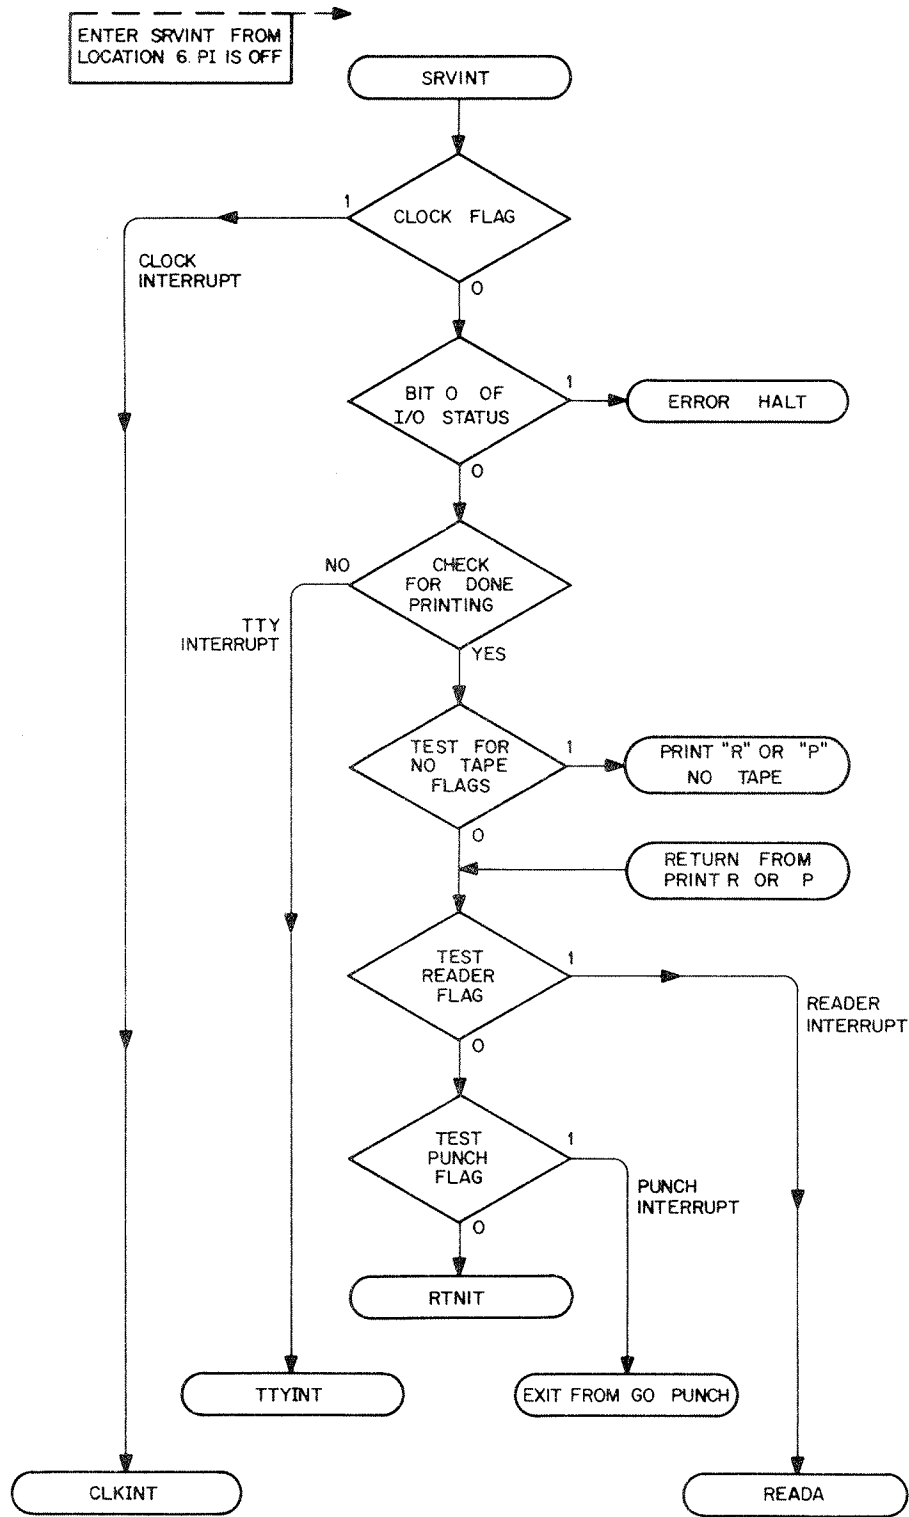 ENTER SRVINT FROM
LOCATION 6. PI IS OFF
SRVINT
1
CLOCK FLAG
CLOCK
INTERRUPT
0
BIT 0 OF
I/O STATUS
1
ERROR HALT
0
NO
CHECK
FOR DONE
PRINTING
TTY
INTERRUPT
YES
TEST FOR
NO TAPE
FLAGS
1
PRINT "R" OR "P"
NO TAPE
0
RETURN FROM
PRINT R OR P
TEST
READER
FLAG
1
READER
INTERRUPT
0
TEST
PUNCH
FLAG
1
PUNCH
INTERRUPT
0
RTNIT
TTYINT
EXIT FROM GO PUNCH
CLKINT
READA